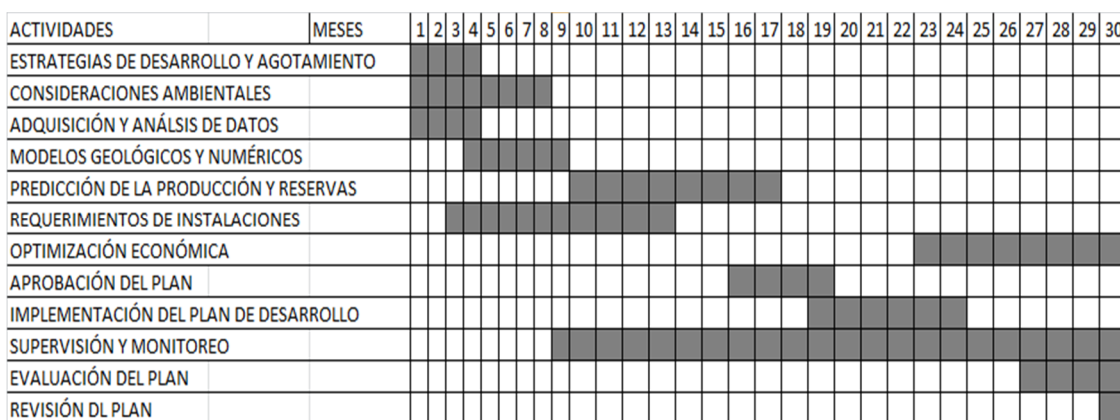 ACTIVIDADES MESES 1 2 3 4 5 6 7 8 9 10 11 12 13 14 15 16 17 18 19 20 21 22 23 24 25 26 27 28 29 30
ESTRATEGIAS DE DESARROLLO Y AGOTAMIENTO
CONSIDERACIONES AMBIENTALES
ADQUISICIÓN Y ANÁLSIS DE DATOS
MODELOS GEOLÓGICOS Y NUMÉRICOS
PREDICCIÓN DE LA PRODUCCIÓN Y RESERVAS
REQUERIMIENTOS DE INSTALACIONES
OPTIMIZACIÓN ECONÓMICA
APROBACIÓN DEL PLAN
IMPLEMENTACIÓN DEL PLAN DE DESARROLLO
SUPERVISIÓN Y MONITOREO
EVALUACIÓN DEL PLAN
REVISIÓN DL PLAN